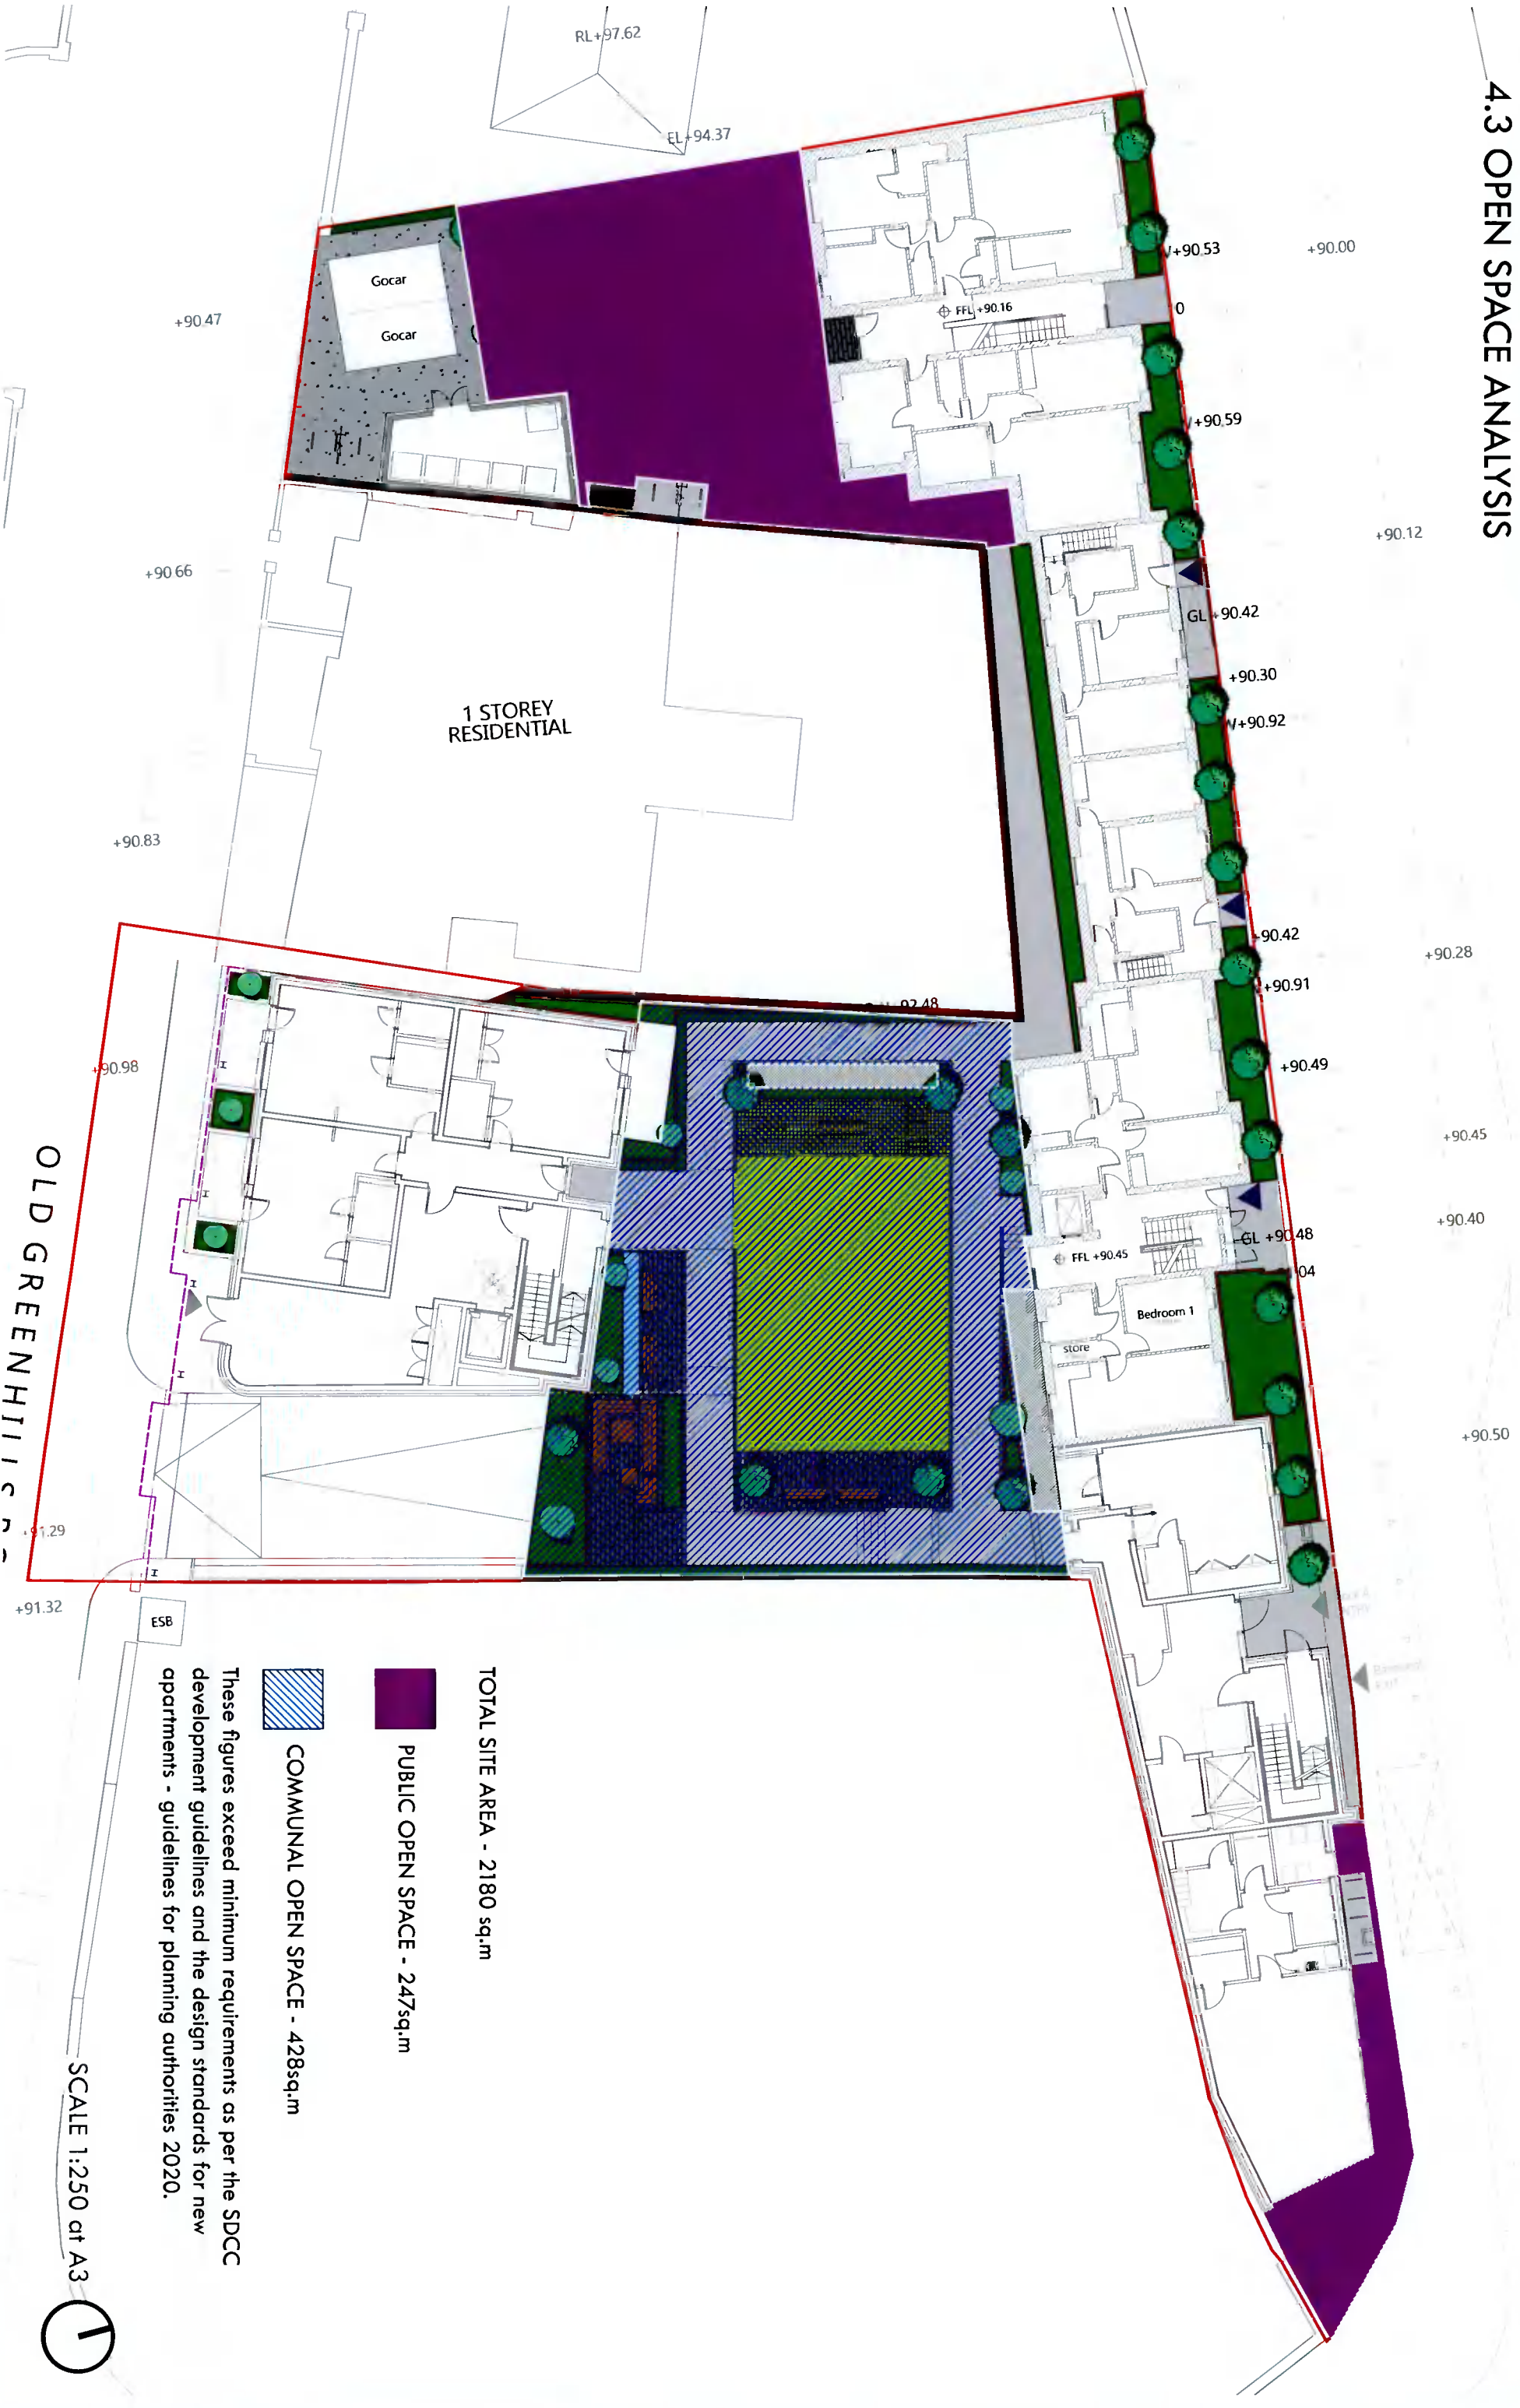 4.3 OPEN SPACE ANALYSIS
RL+97.62
EL+94.37
+90.53
+90.00
0
FFL +90.16
Gocar
Gocar
+90.47
+90.59
+90.12
+90.66
GL +90.42
+90.30
+90.92
1 STOREY
RESIDENTIAL
+90.83
+90.42
+90.28
+90.91
92.48
+90.98
+90.49
+90.45
+90.40
GL +90.48
FFL +90.45
04
Bedroom 1
store
+90.50
OLD GREENHILLS
+91.29
+91.32
ESB
TOTAL SITE AREA - 2180 sq.m
PUBLIC OPEN SPACE - 247sq.m
COMMUNAL OPEN SPACE - 428sq.m
These figures exceed minimum requirements as per the SDCC
development guidelines and the design standards for new
apartments - guidelines for planning authorities 2020.
SCALE 1:250 at A3